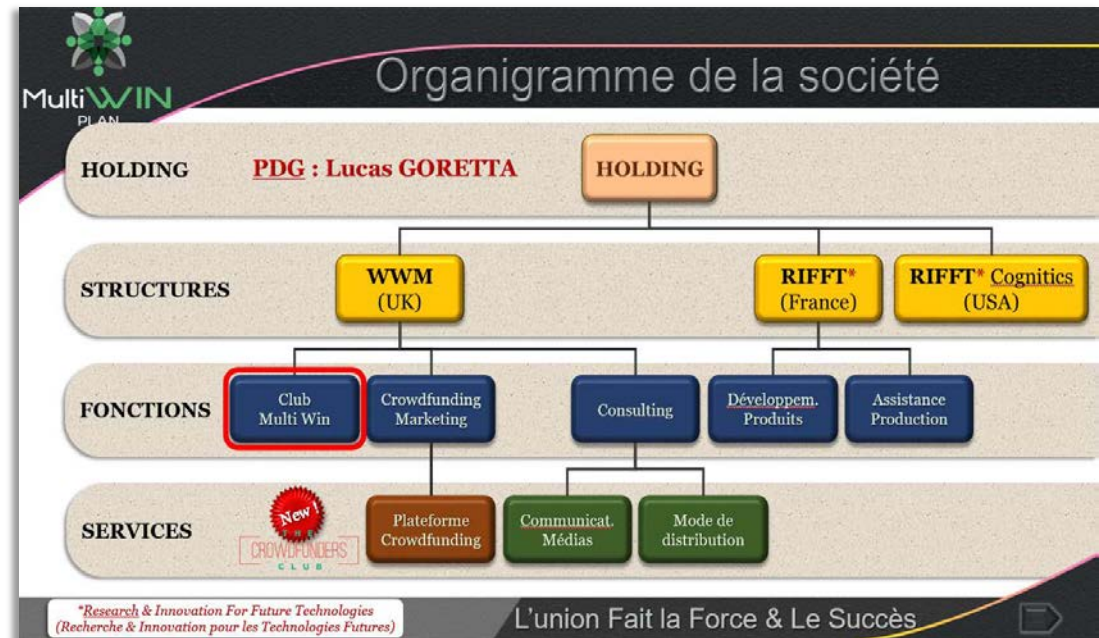 Organigramme de la société
MultiWIN
PLAN
HOLDING
PDG : Lucas GORETTA
HOLDING
STRUCTURES
WWM
(UK)
RIFFT*
(France)
RIFFT* Cognitics
(USA)
FONCTIONS
Club
Multi Win
Crowdfunding
Marketing
Consulting
Développem.
Produits
Assistance
Production
SERVICES
New !
THE
CROWDFUNDERS
CLUB
Plateforme
Crowdfunding
Communicat.
Médias
Mode de
distribution
*Research & Innovation For Future Technologies
(Recherche & Innovation pour les Technologies Futures)
L'union Fait la Force & Le Succès